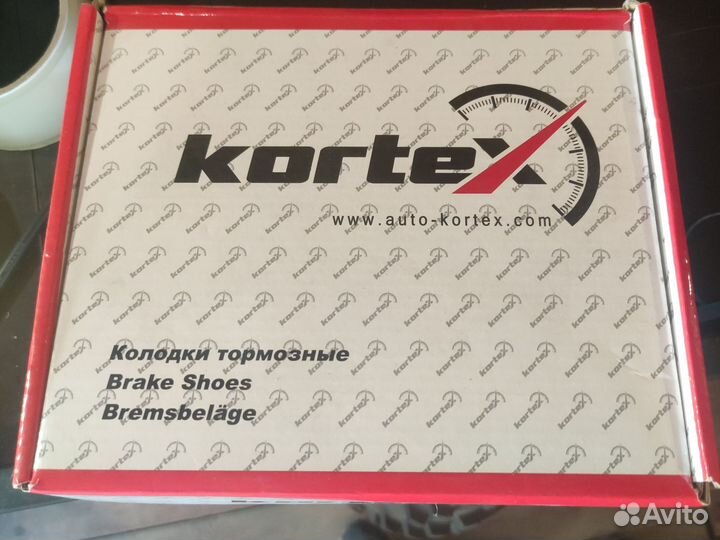 kortex
www.auto-kortex.com
Колодки тормозные
Brake Shoes
Bremsbeläge
Avito